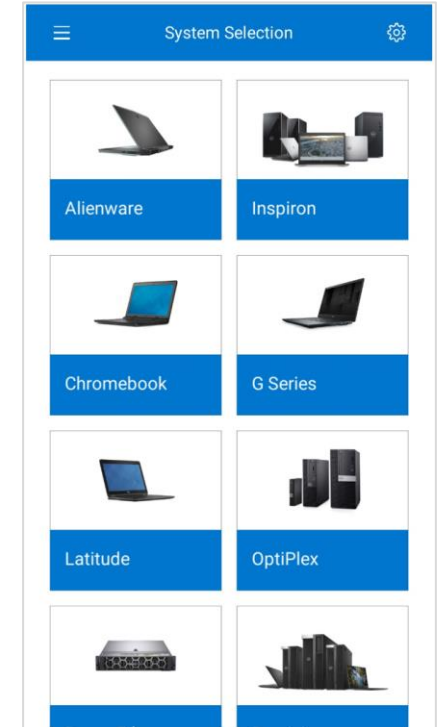 System Selection
Alienware
Inspiron
Chromebook
G Series
Latitude
OptiPlex